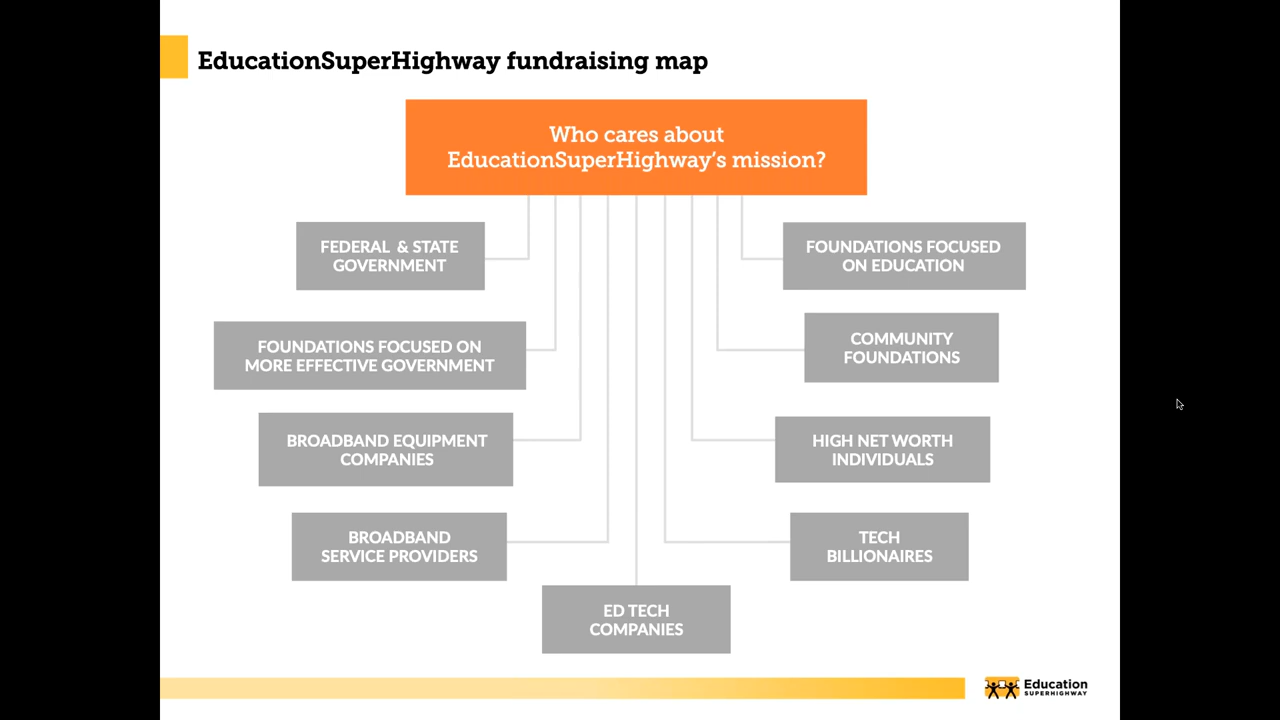 EducationSuperHighway fundraising map
Who cares about
EducationSuperHighway's mission?
FEDERAL & STATE
GOVERNMENT
FOUNDATIONS FOCUSED ON
MORE EFFECTIVE GOVERNMENT
BROADBAND EQUIPMENT
COMPANIES
BROADBAND
SERVICE PROVIDERS
ED TECH
COMPANIES
FOUNDATIONS FOCUSED
ON EDUCATION
COMMUNITY
FOUNDATIONS
HIGH NET WORTH
INDIVIDUALS
TECH
BILLIONAIRES
Education
SUPERHIGHWAY